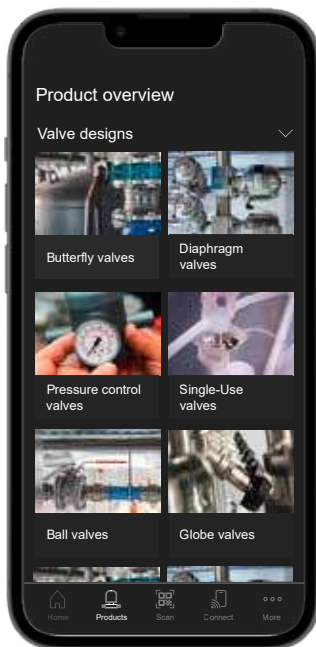 Product overview
Valve designs
Butterfly valves
Diaphragm
valves
Pressure control
valves
Single-Use
valves
Ball valves
Globe valves
Home
Products
Scan
Connect
More